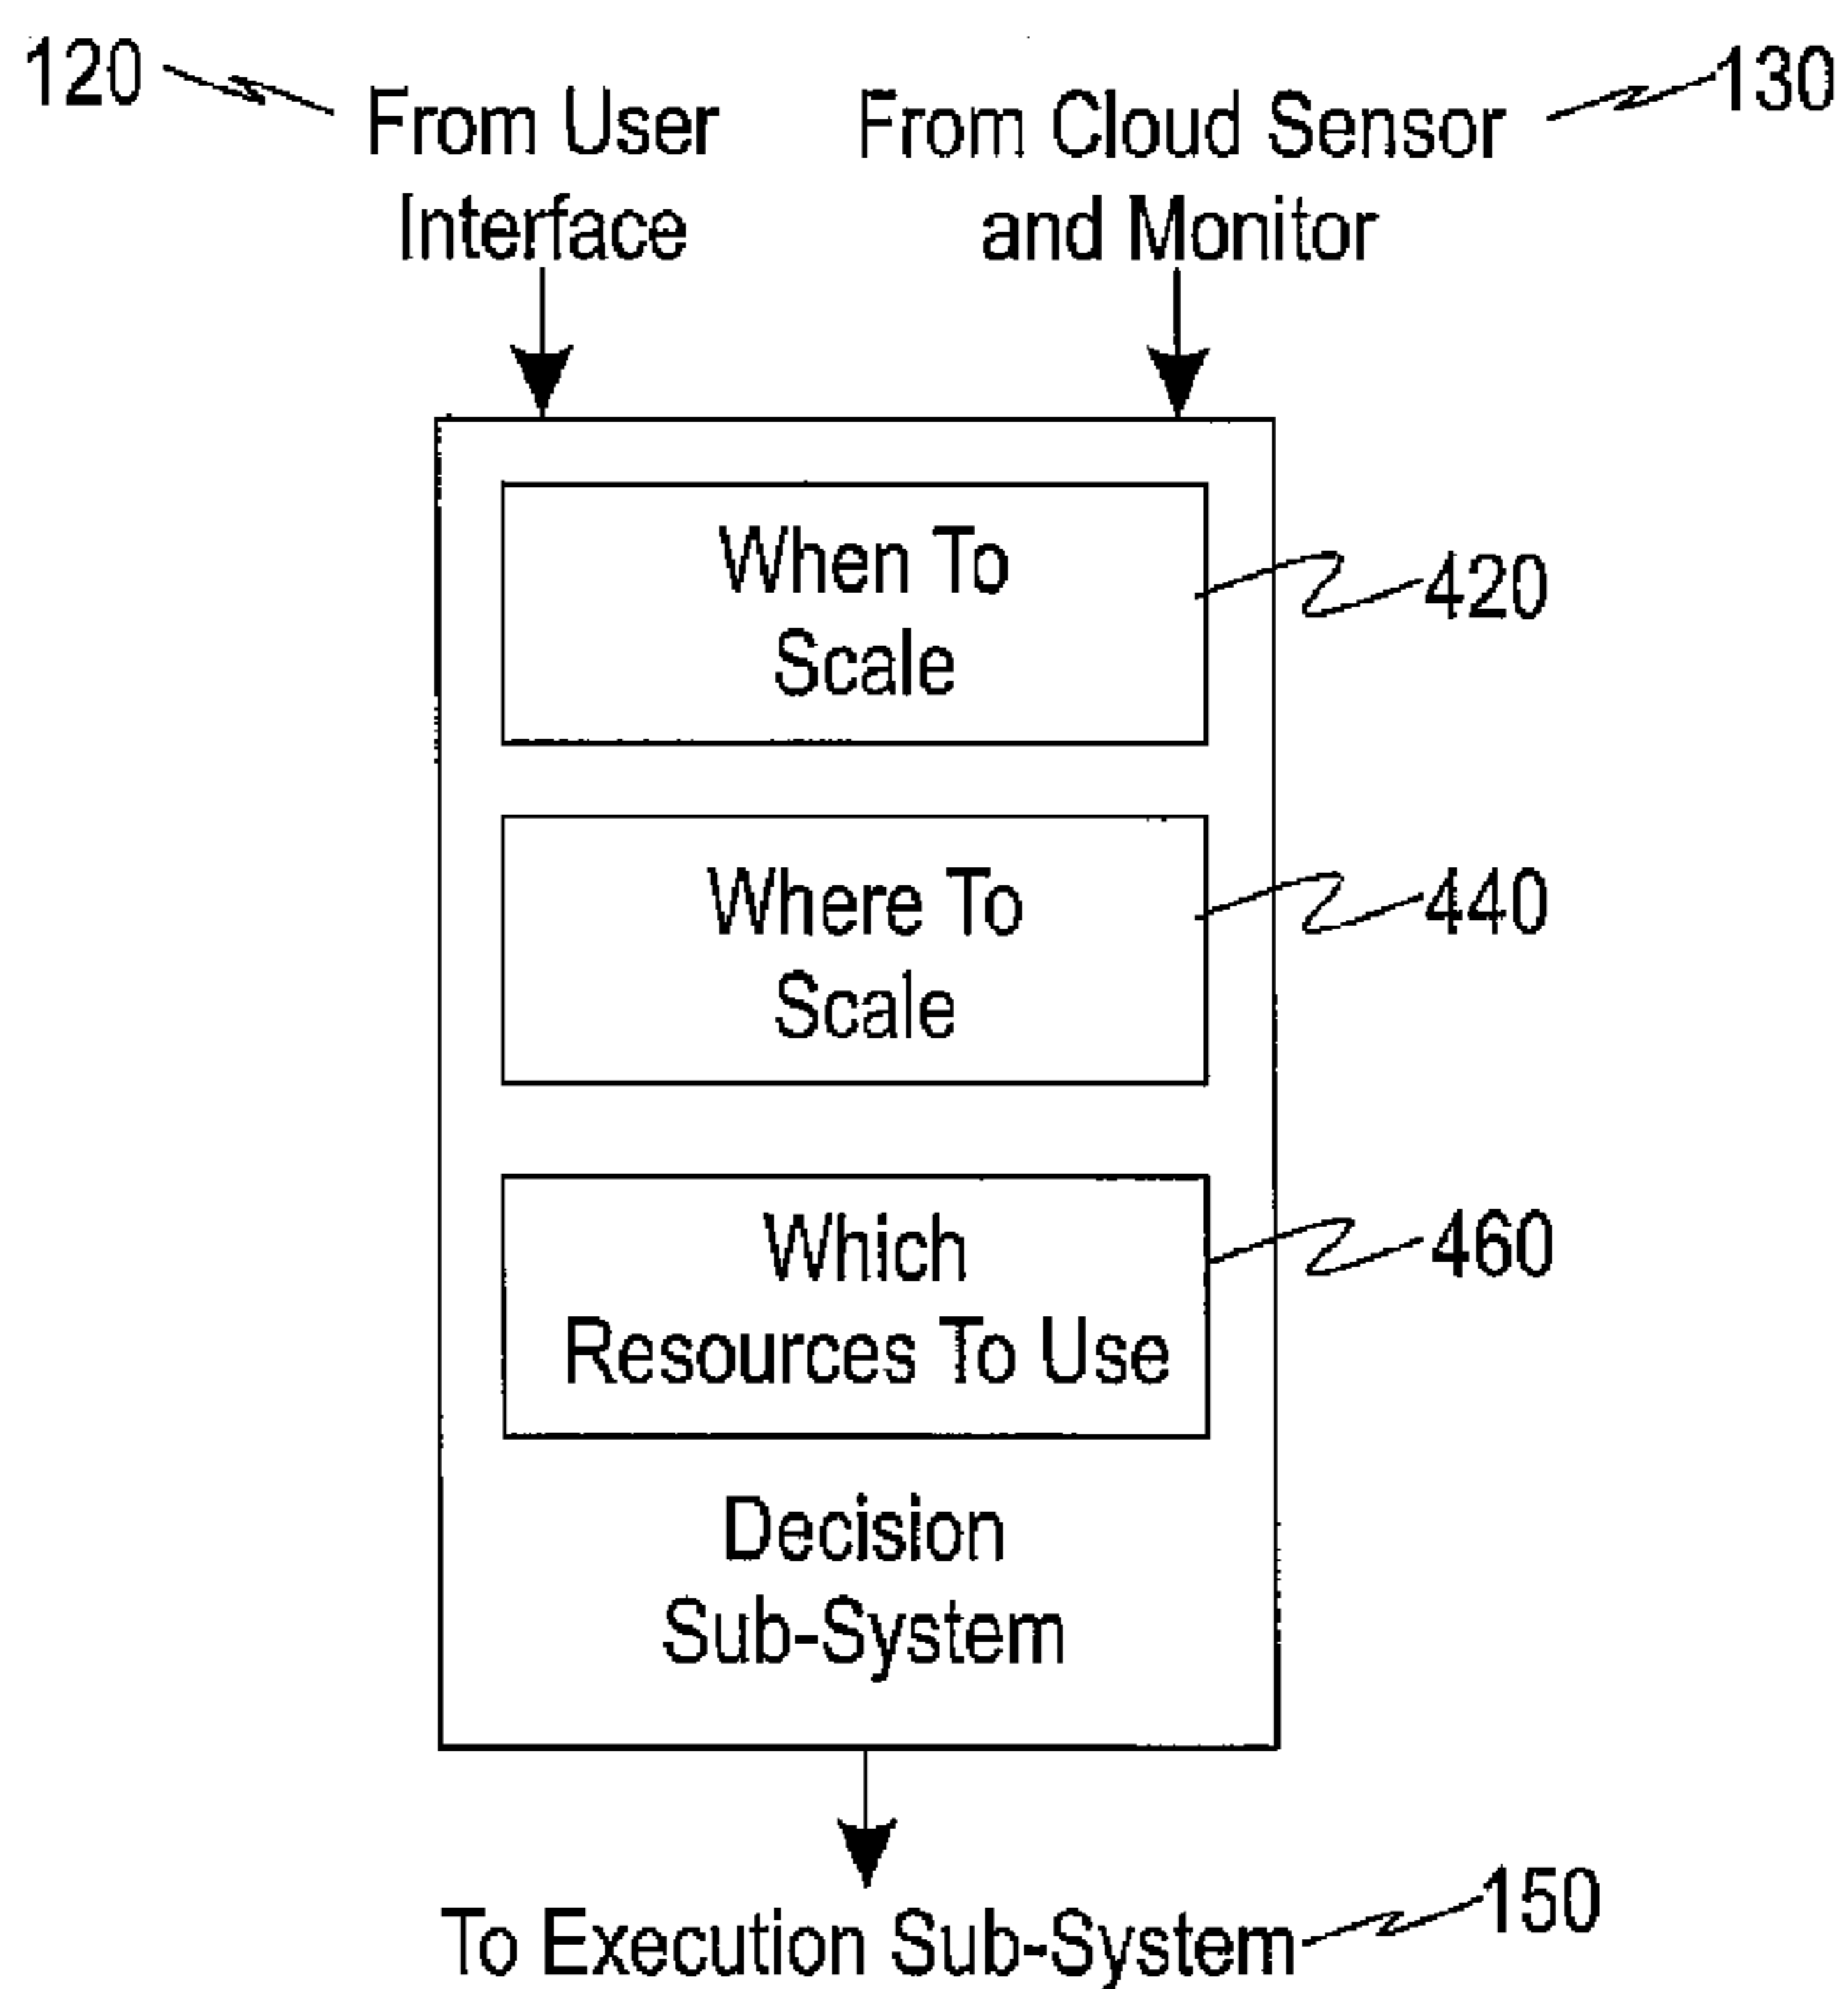 120
From User
Interface
From Cloud Sensor
and Monitor
130
When To
Scale
420
Where To
Scale
440
Which
Resources To Use
460
Decision
Sub-System
To Execution Sub-System
150